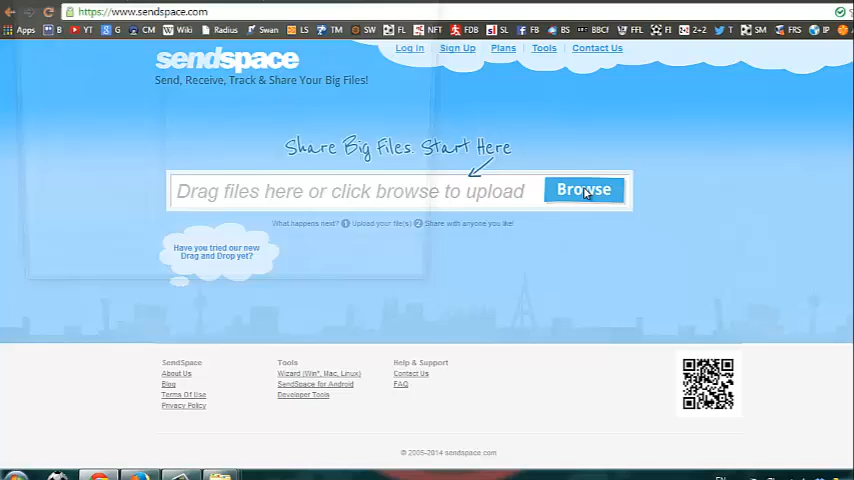 https://www.sendspace.com
Apps B YT G CM Wiki Radius Swan LS TM SW FL NFT FDB SL FB BS BBCF FFL FI 2+2 T SM FRS IP
sendspace
Log In Sign Up Plans Tools Contact Us
Send, Receive, Track & Share Your Big Files!
Share Big Files. Start Here
Drag files here or click browse to upload
Browse
What happens next? 1 Upload your file(s) 2 Share with anyone you like!
Have you tried our new
Drag and Drop yet?
SendSpace
About Us
Blog
Terms Of Use
Privacy Policy
Tools
Wizard (Win*, Mac, Linux)
SendSpace for Android
Developer Tools
Help & Support
Contact Us
FAQ
© 2005-2014 sendspace.com